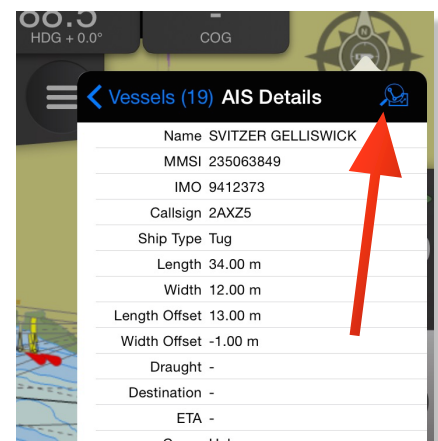 HDG + 0.0°
COG
-
Vessels (19) AIS Details
Name SVITZER GELLISWICK
MMSI 235063849
IMO 9412373
Callsign 2AXZ5
Ship Type Tug
Length 34.00 m
Width 12.00 m
Length Offset 13.00 m
Width Offset -1.00 m
Draught -
Destination -
ETA -